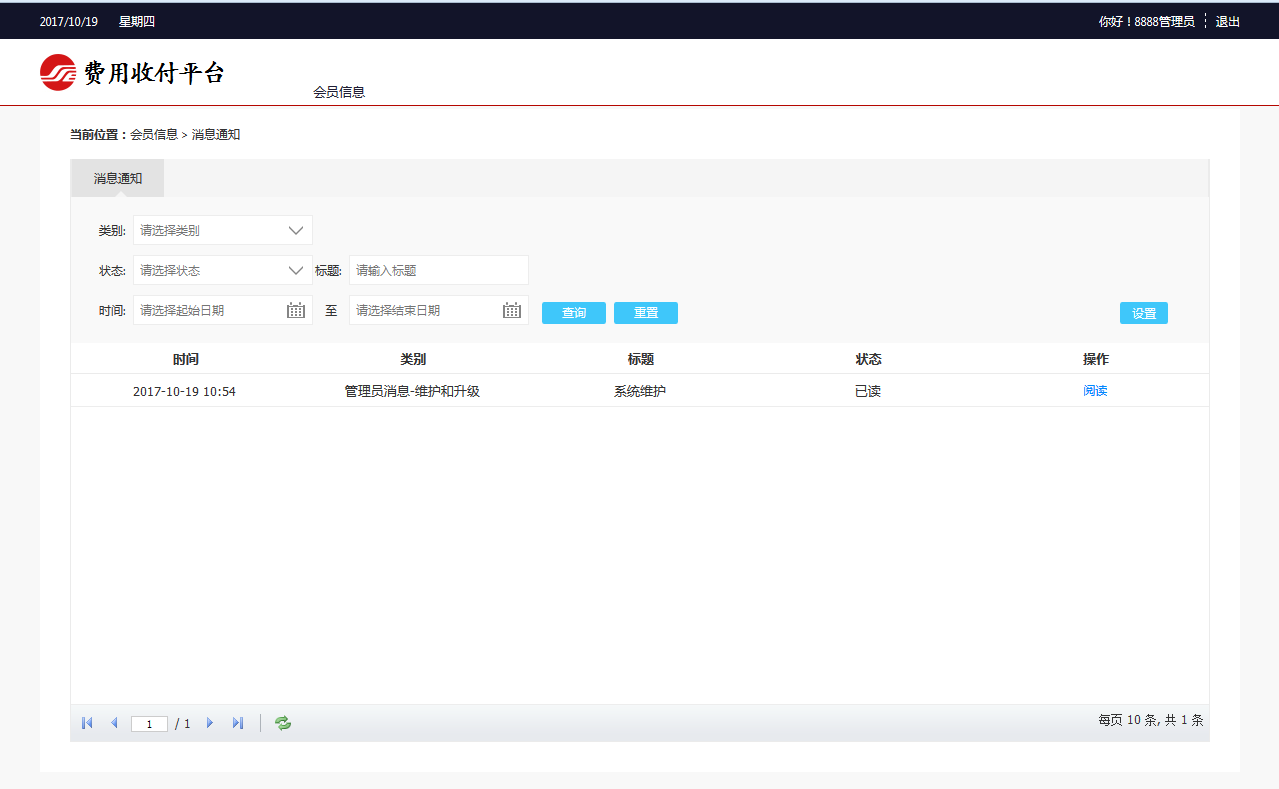 2017/10/19 星期四 你好！8888管理员 退出
费用收付平台
会员信息
当前位置：会员信息 > 消息通知
消息通知
类别: 请选择类别
状态: 请选择状态 标题: 请输入标题
时间: 请选择起始日期 至 请选择结束日期 查询 重置 设置
时间 类别 标题 状态 操作
2017-10-19 10:54 管理员消息-维护和升级 系统维护 已读 阅读
1 / 1 每页 10 条, 共 1 条